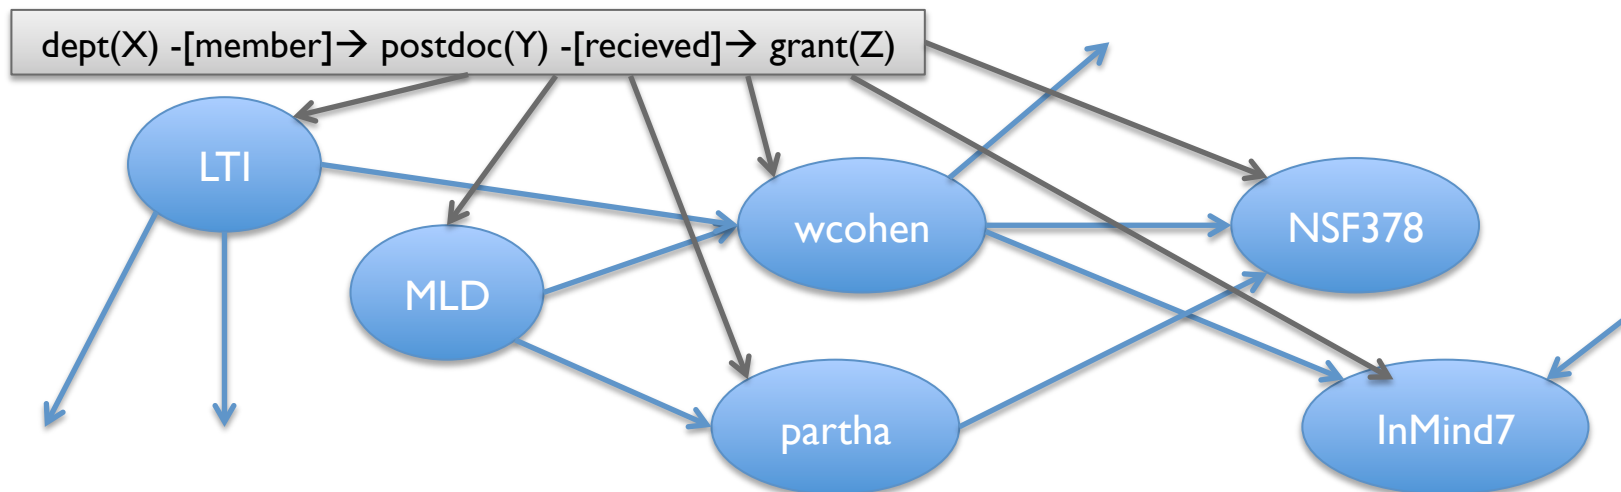 dept(X) -[member]→ postdoc(Y) -[recieved]→ grant(Z)
LTI
wcohen
NSF378
MLD
partha
InMind7